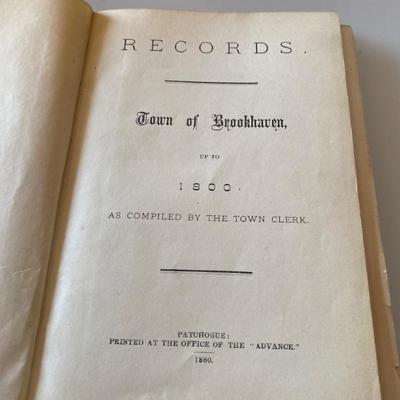 RECORDS.
Town of Brookhaven,
UP TO
1800.
AS COMPILED BY THE TOWN CLERK.
PATCHOGUE:
PRINTED AT THE OFFICE OF THE "ADVANCE."
1880.